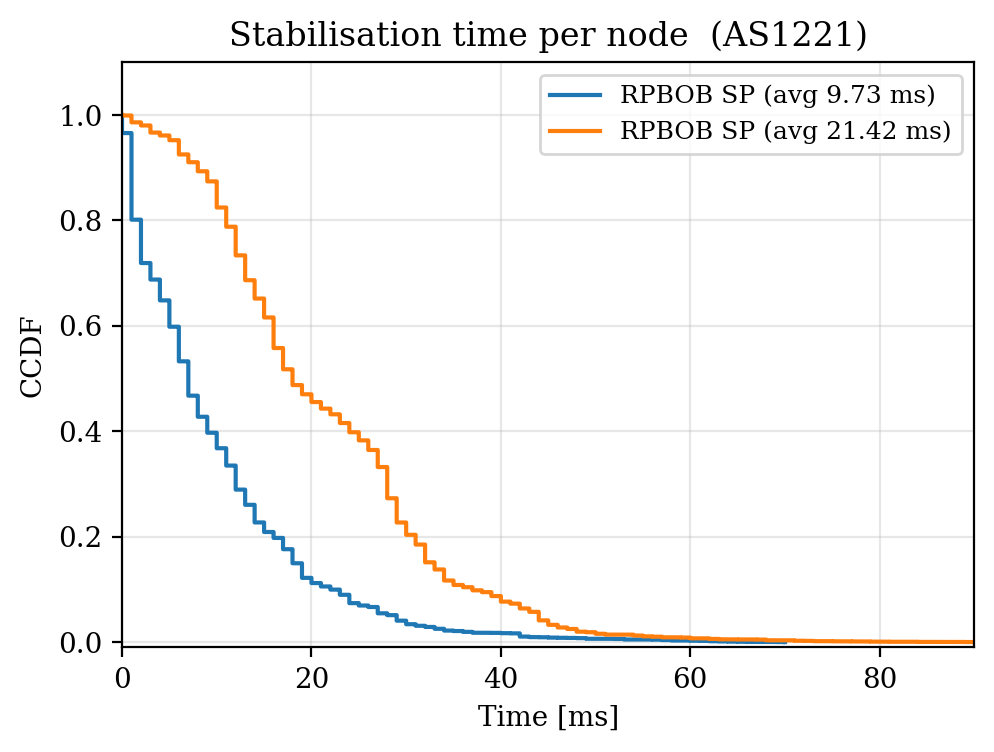 Stabilisation time per node (AS1221)
RPBOB SP (avg 9.73 ms)
RPBOB SP (avg 21.42 ms)
CCDF
1.0
0.8
0.6
0.4
0.2
0.0
0 20 40 60 80
Time [ms]